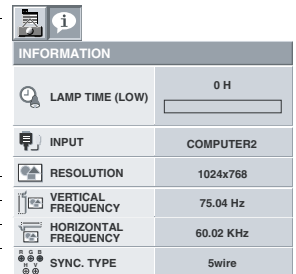 i
INFORMATION
LAMP TIME (LOW)
0 H
INPUT
COMPUTER2
RESOLUTION
1024x768
VERTICAL
FREQUENCY
75.04 Hz
HORIZONTAL
FREQUENCY
60.02 KHz
R G B
H V
SYNC. TYPE
5wire